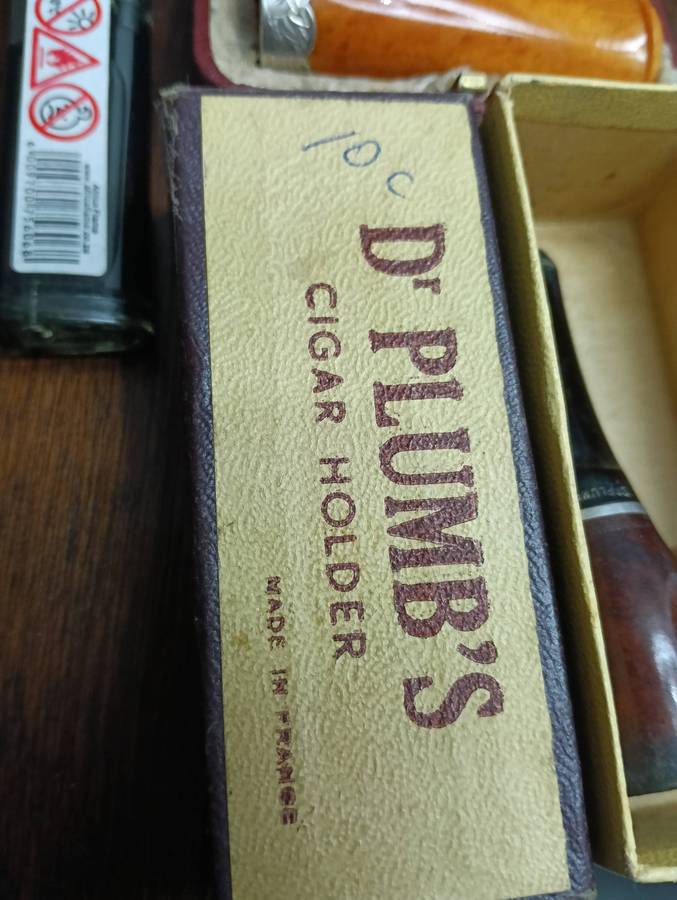 10c
Dr PLUMB'S
CIGAR HOLDER
MADE IN FRANCE